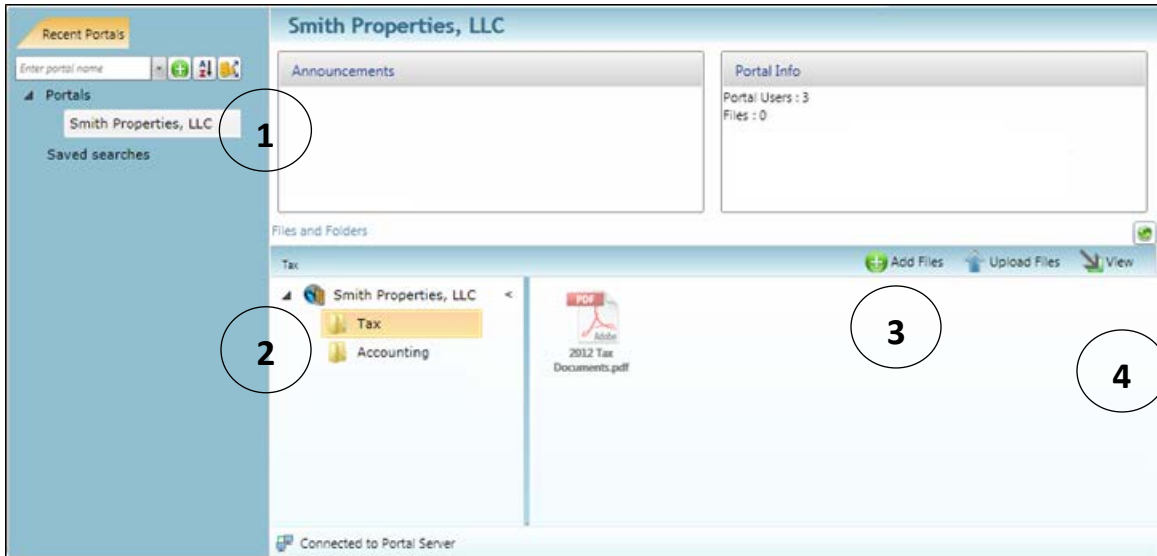 Recent Portals
Enter portal name
Portals
Smith Properties, LLC
Saved searches
1
Smith Properties, LLC
Announcements
Portal Info
Portal Users : 3
Files : 0
Files and Folders
Tax
Add Files
Upload Files
View
Smith Properties, LLC <
Tax
Accounting
2
PDF
Adobe
2012 Tax
Documents.pdf
3
4
Connected to Portal Server